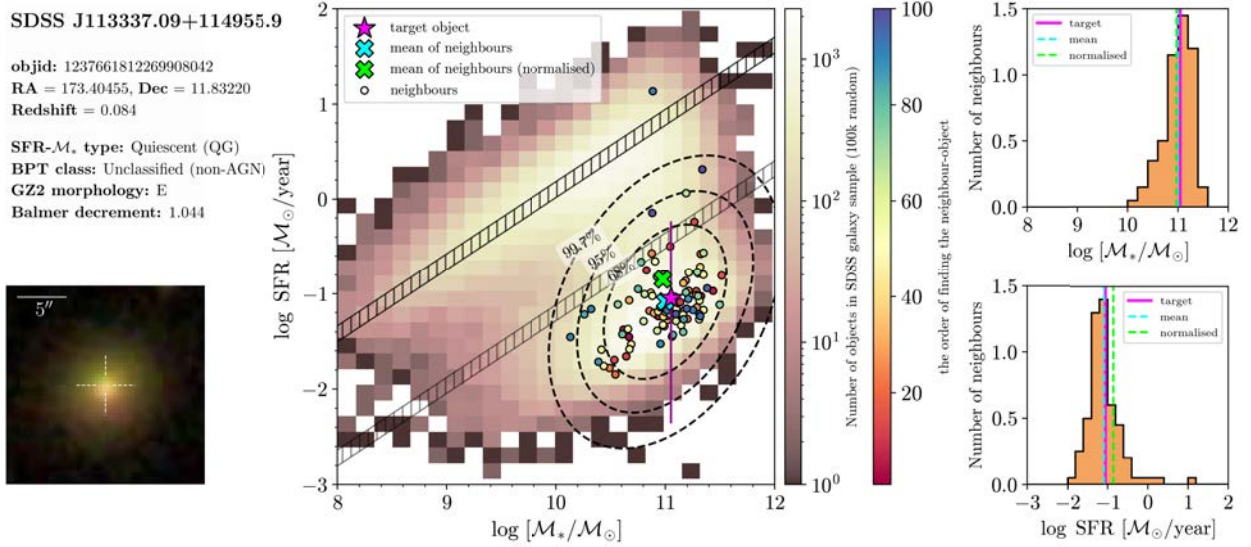 SDSS J113337.09+114955.9
objid: 1237661812269908042
RA = 173.40455, Dec = 11.83220
Redshift = 0.084
SFR-M* type: Quiescent (QG)
BPT class: Unclassified (non-AGN)
GZ2 morphology: E
Balmer decrement: 1.044
5″
target object
mean of neighbours
mean of neighbours (normalised)
neighbours
99.7%
95%
68%
2
1
0
−1
−2
−3
log SFR [M⊙/year]
8 9 10 11 12
log [M*/M⊙]
10³
10²
10¹
10⁰
Number of objects in SDSS galaxy sample (100k random)
100
80
60
40
20
the order of finding the neighbour-object
target
mean
normalised
1.5
1.0
0.5
0.0
Number of neighbours
8 9 10 11 12
log [M*/M⊙]
target
mean
normalised
1.5
1.0
0.5
0.0
Number of neighbours
−3 −2 −1 0 1 2
log SFR [M⊙/year]